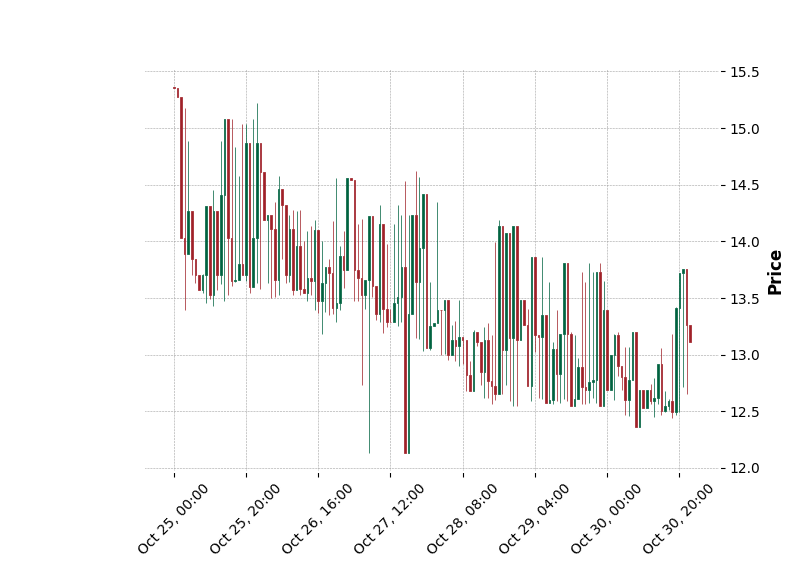 15.5
15.0
14.5
14.0
13.5
13.0
12.5
12.0
Price
Oct 25, 00:00
Oct 25, 20:00
Oct 26, 16:00
Oct 27, 12:00
Oct 28, 08:00
Oct 29, 04:00
Oct 30, 00:00
Oct 30, 20:00